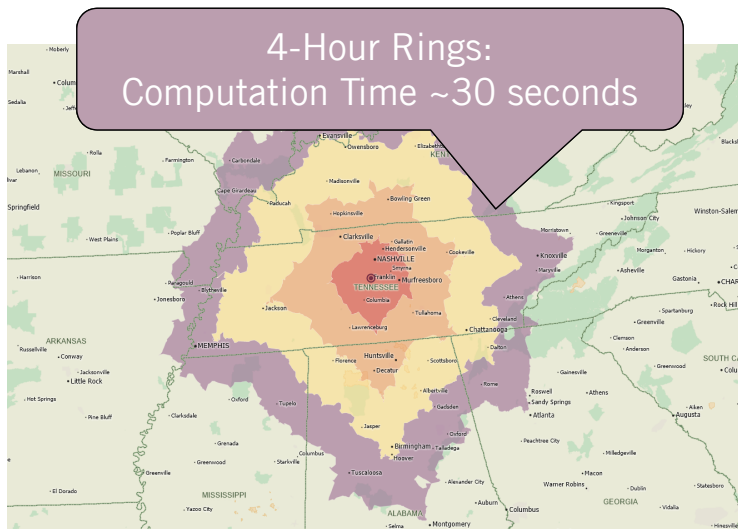 4-Hour Rings:
Computation Time ~30 seconds
Moberly
Marshall
Sedalia
Rolla
Lebanon
MISSOURI
Farmington
Carbondale
Evansville
Owensboro
Elizabetht
KENT
Springfield
Cape Girardeau
Paducah
Madisonville
Bowling Green
Hopkinsville
Kingsport
Johnson City
Winston-Salem
West Plains
Poplar Bluff
Clarksville
Gallatin
Hendersonville
NASHVILLE
Cookeville
Morristown
Knoxville
Maryville
Morganton
Hickory
Asheville
Gastonia
CHAR
Harrison
Paragould
Jonesboro
Blytheville
Smyrna
Franklin
Murfreesboro
TENNESSEE
Columbia
Athens
Jackson
Lawrenceburg
Tullahoma
Cleveland
Chattanooga
Dalton
Spartanburg
Rock Hill
Greenville
Clemson
Anderson
Greenwood
SOUTH CA
ARKANSAS
Russellville
Conway
Jacksonville
Little Rock
MEMPHIS
Florence
Huntsville
Decatur
Scottsboro
Albertville
Rome
Gainesville
Roswell
Sandy Springs
Atlanta
Athens
Aiken
Augusta
Hot Springs
Pine Bluff
Clarksdale
Oxford
Tupelo
Gadsden
Jasper
Oxford
Birmingham
Talladega
Hoover
Peachtree City
Milledgeville
Grenada
Greenwood
Starkville
Columbus
Greenville
Tuscaloosa
Alexander City
Macon
Warner Robins
Dublin
Statesboro
El Dorado
MISSISSIPPI
Yazoo City
ALABAMA
Selma
Montgomery
Auburn
Columbus
GEORGIA
Vidalia
Hinesville